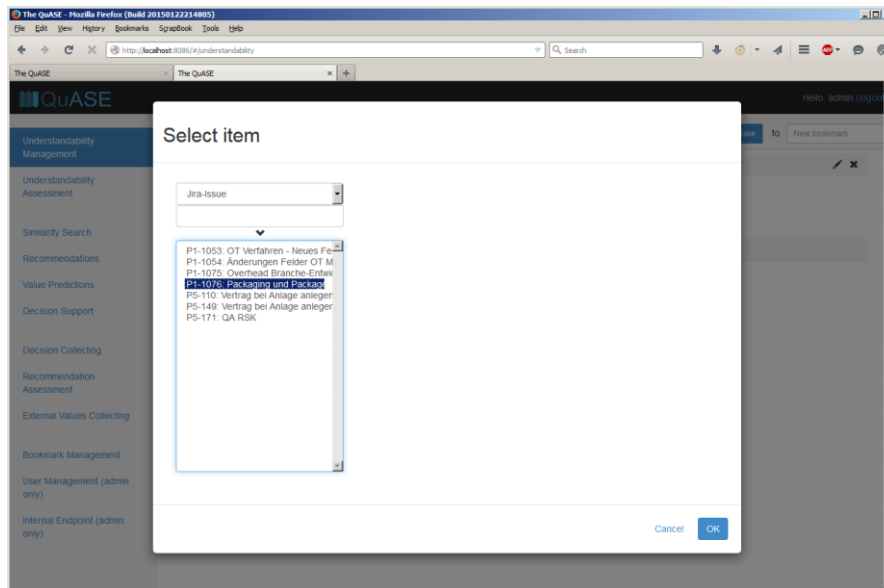 The QuASE - Mozilla Firefox (Build 20150122214805)
File Edit View History Bookmarks ScrapBook Tools Help
http://localhost:8086/#/understandability
Search
ABP
The QuASE
The QuASE
QuASE
Hello, admin (logout
Understandability
Management
Select item
ave to New bookmark
Understandability
Assessment
Jira-Issue
Similarity Search
Recommendations
Value Predictions
Decision Support
Decision Collecting
Recommendation
Assessment
External Values Collecting
Bookmark Management
User Management (admin
only)
Internal Endpoint (admin
only)
P1-1053: OT Verfahren - Neues Fe
P1-1054: Änderungen Felder OT M
P1-1075: Overhead Branche-Entwi
P1-1076: Packaging und Package
P5-110: Vertrag bei Anlage anlegen
P5-149: Vertrag bei Anlage anleger
P5-171: QA RSK
Cancel
OK